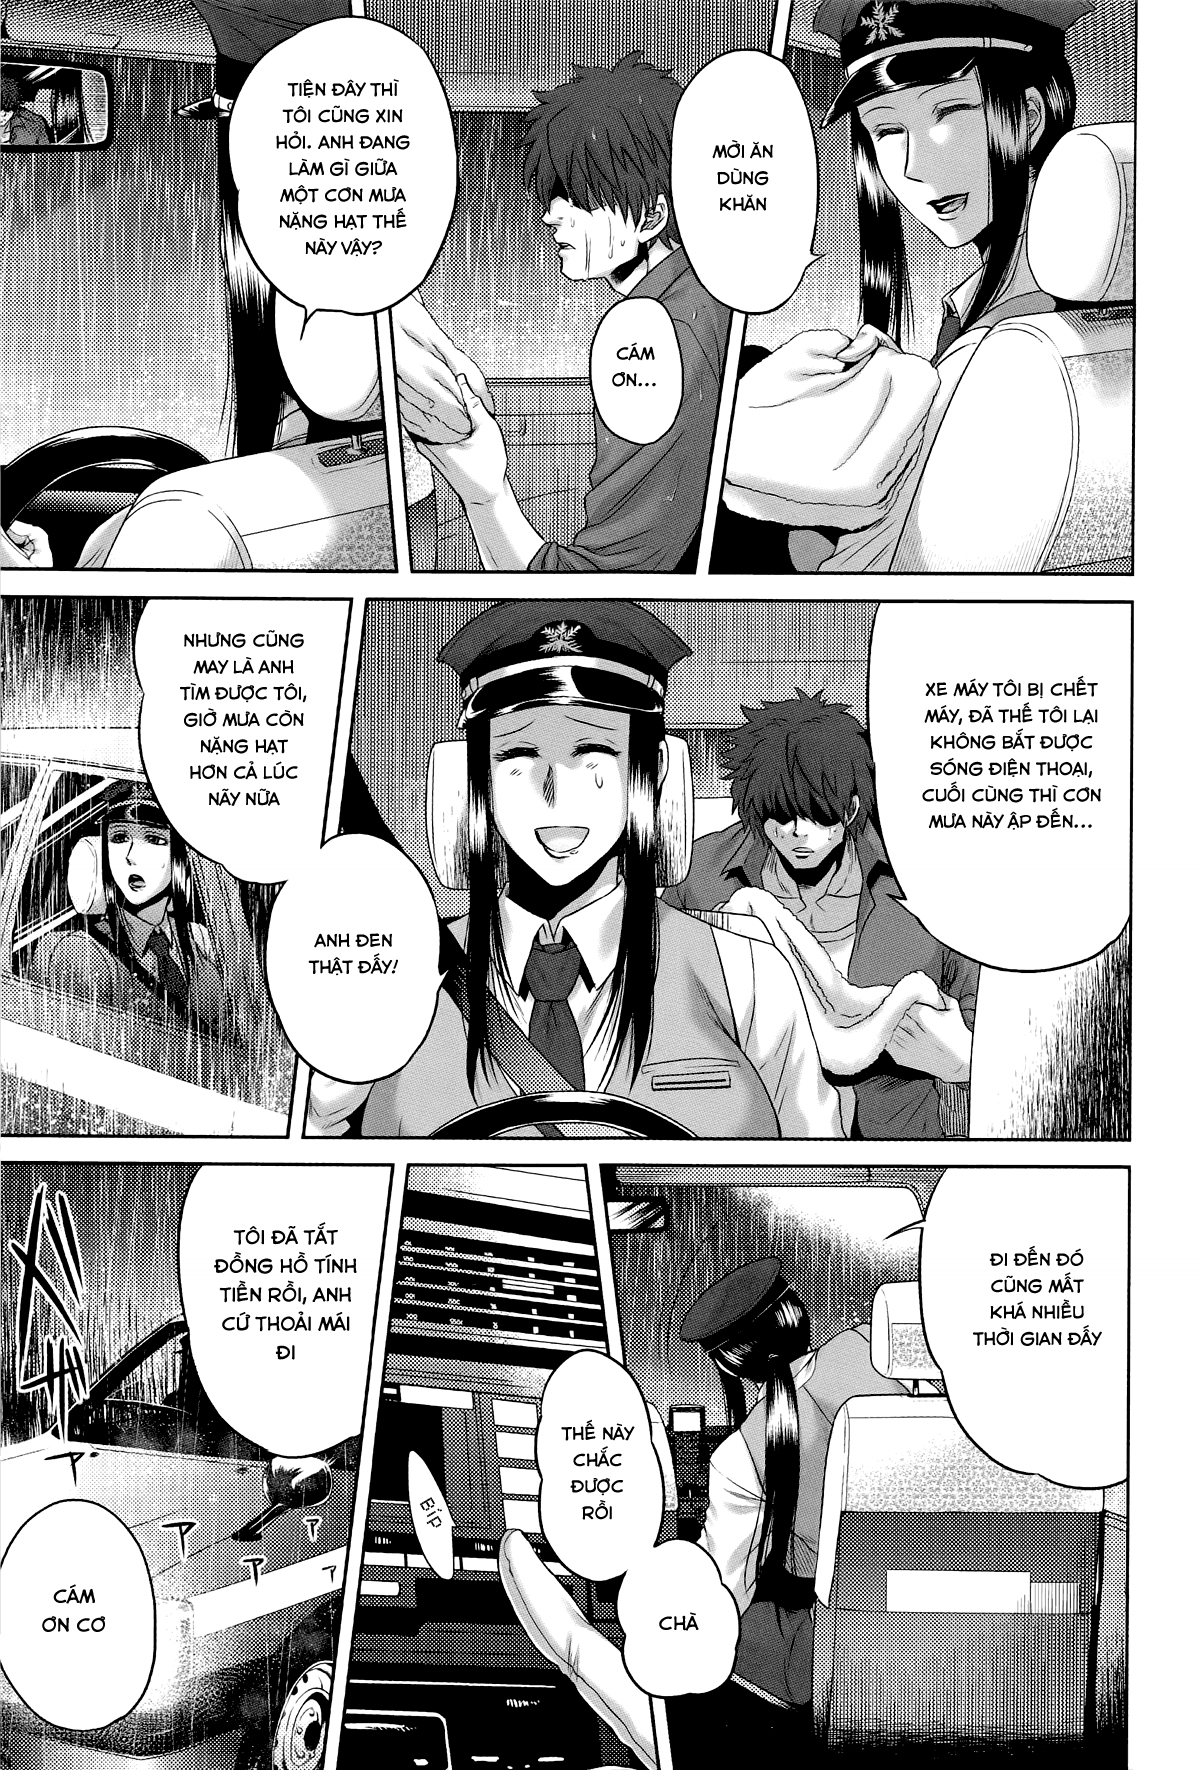 MỜI ĂN
DÙNG
KHĂN
CÁM
ƠN...
TIỆN ĐÂY THÌ
TÔI CŨNG XIN
HỎI. ANH ĐANG
LÀM GÌ GIỮA
MỘT CƠN MƯA
NẶNG HẠT THẾ
NÀY VẬY?
XE MÁY TÔI BỊ CHẾT
MÁY, ĐÃ THẾ TÔI LẠI
KHÔNG BẮT ĐƯỢC
SÓNG ĐIỆN THOẠI,
CUỐI CÙNG THÌ CƠN
MƯA NÀY ẬP ĐẾN...
ANH ĐEN
THẬT ĐẤY!
NHƯNG CŨNG
MAY LÀ ANH
TÌM ĐƯỢC TÔI,
GIỜ MƯA CÒN
NẶNG HẠT
HƠN CẢ LÚC
NÃY NỮA
ĐI ĐẾN ĐÓ
CŨNG MẤT
KHÁ NHIỀU
THỜI GIAN ĐẤY
CHÀ
THẾ NÀY
CHẮC
ĐƯỢC
RỒI
BÍP
TÔI ĐÃ TẮT
ĐỒNG HỒ TÍNH
TIỀN RỒI, ANH
CỨ THOẢI MÁI
ĐI
ア
ア
ア
ア
CÁM
ƠN CƠ